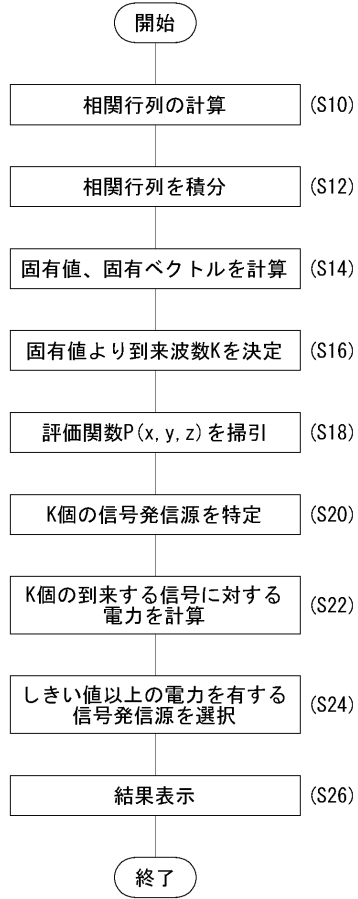 開始
相関行列の計算 (S10)
相関行列を積分 (S12)
固有値、固有ベクトルを計算 (S14)
固有値より到来波数Kを決定 (S16)
評価関数P(x,y,z)を掃引 (S18)
K個の信号発信源を特定 (S20)
K個の到来する信号に対する
電力を計算 (S22)
しきい値以上の電力を有する
信号発信源を選択 (S24)
結果表示 (S26)
終了